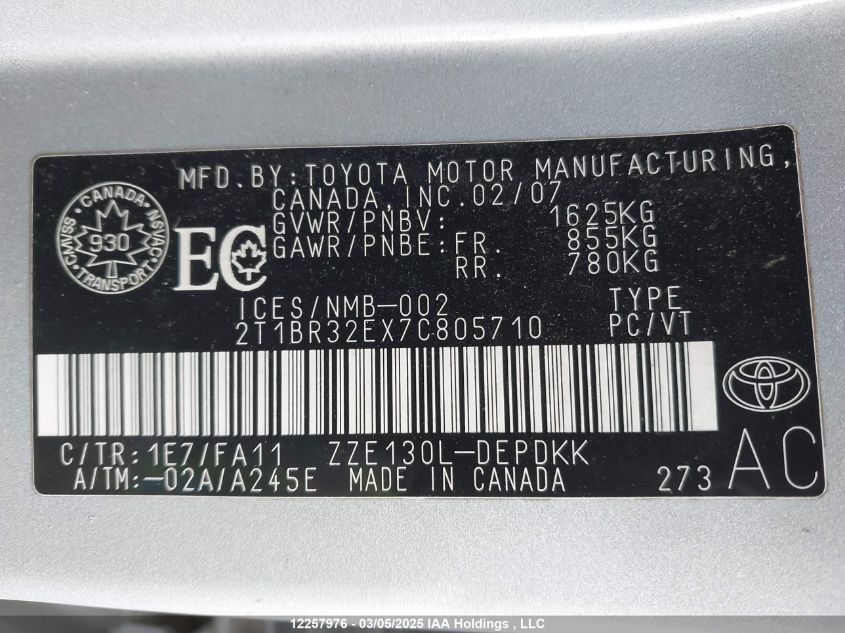 MFD.BY:TOYOTA MOTOR MANUFACTURING,
CANADA,INC.02/07
GVWR/PNBV: 1625KG
GAWR/PNBE:FR. 855KG
RR. 780KG
CANADA
CMVSS
NSVAC
930
TRANSPORT
EC
ICES/NMB-002
TYPE
2T1BR32EX7C805710
PC/VT
C/TR:1E7/FA11 ZZE130L-DEPDKK
A/TM:-02A/A245E MADE IN CANADA
273 AC
12257976 - 03/05/2025 IAA Holdings , LLC